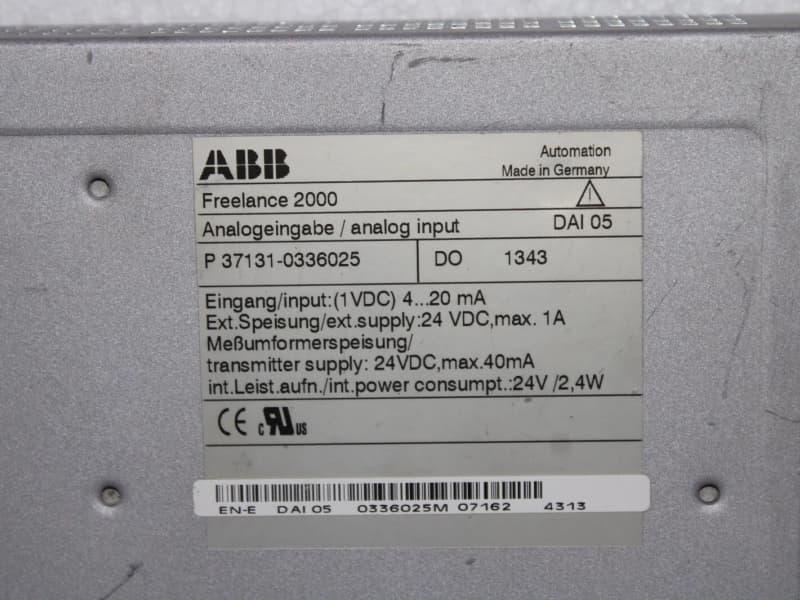 ABB
Automation
Made in Germany
Freelance 2000
Analogeingabe / analog input DAI 05
P 37131-0336025 DO 1343
Eingang/input:(1VDC) 4...20 mA
Ext.Speisung/ext.supply:24 VDC,max. 1A
Meßumformerspeisung/
transmitter supply: 24VDC,max.40mA
int.Leist.aufn./int.power consumpt.:24V /2,4W
CE c RU us
EN-E DAI 05 0336025M 07162 4313